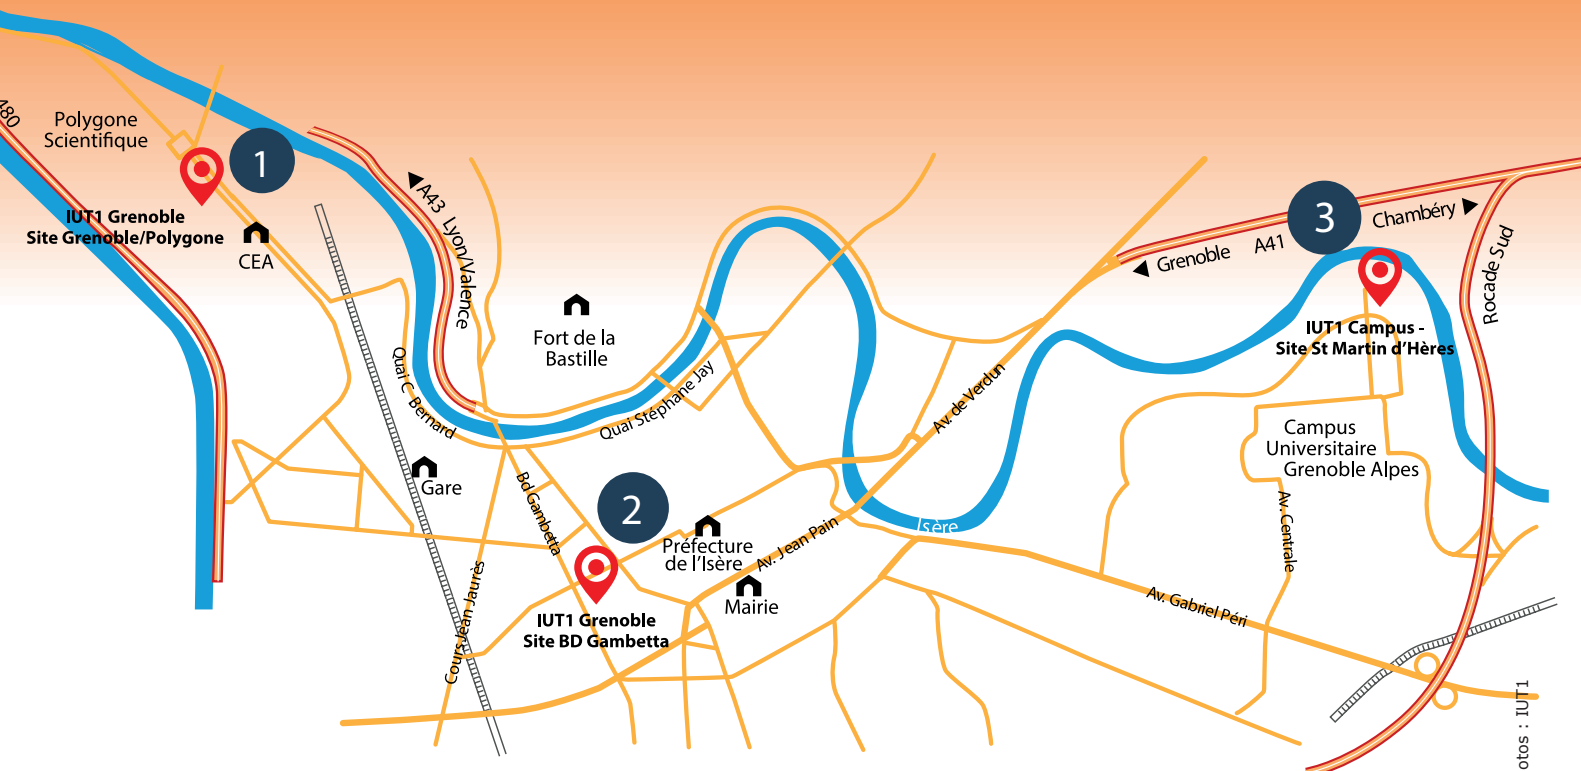 A80
Polygone
Scientifique
1
IUT1 Grenoble
Site Grenoble/Polygone
CEA
A43 Lyon/Valence
Fort de la
Bastille
Quai C. Bernard
Quai Stéphane Jay
Gare
Bd Gambetta
2
Préfecture
de l'Isère
Av. Jean Pain
Mairie
IUT1 Grenoble
Site BD Gambetta
Cours Jean Jaurès
Av. de Verdun
Isère
3
Grenoble
A41
Chambéry
Rocade Sud
IUT1 Campus -
Site St Martin d'Hères
Campus
Universitaire
Grenoble Alpes
Av. Centrale
Av. Gabriel Péri
otos : IUT1